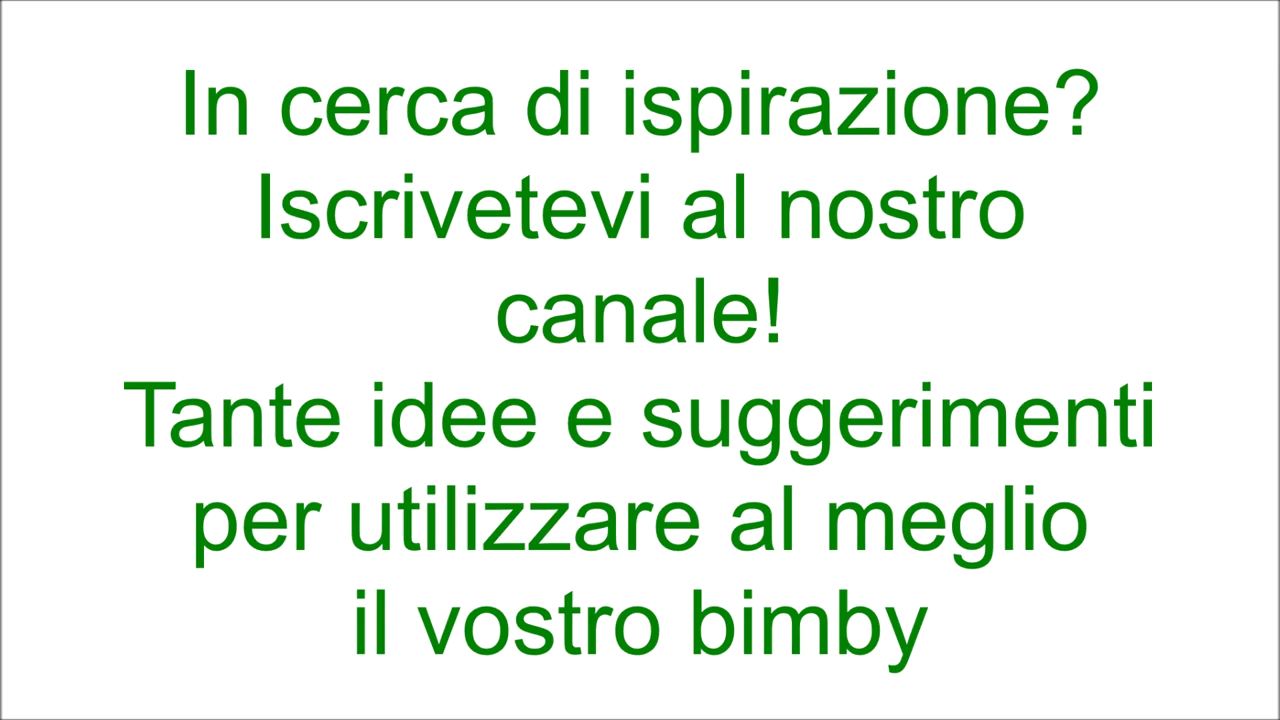 In cerca di ispirazione?
Iscrivetevi al nostro
canale!
Tante idee e suggerimenti
per utilizzare al meglio
il vostro bimby